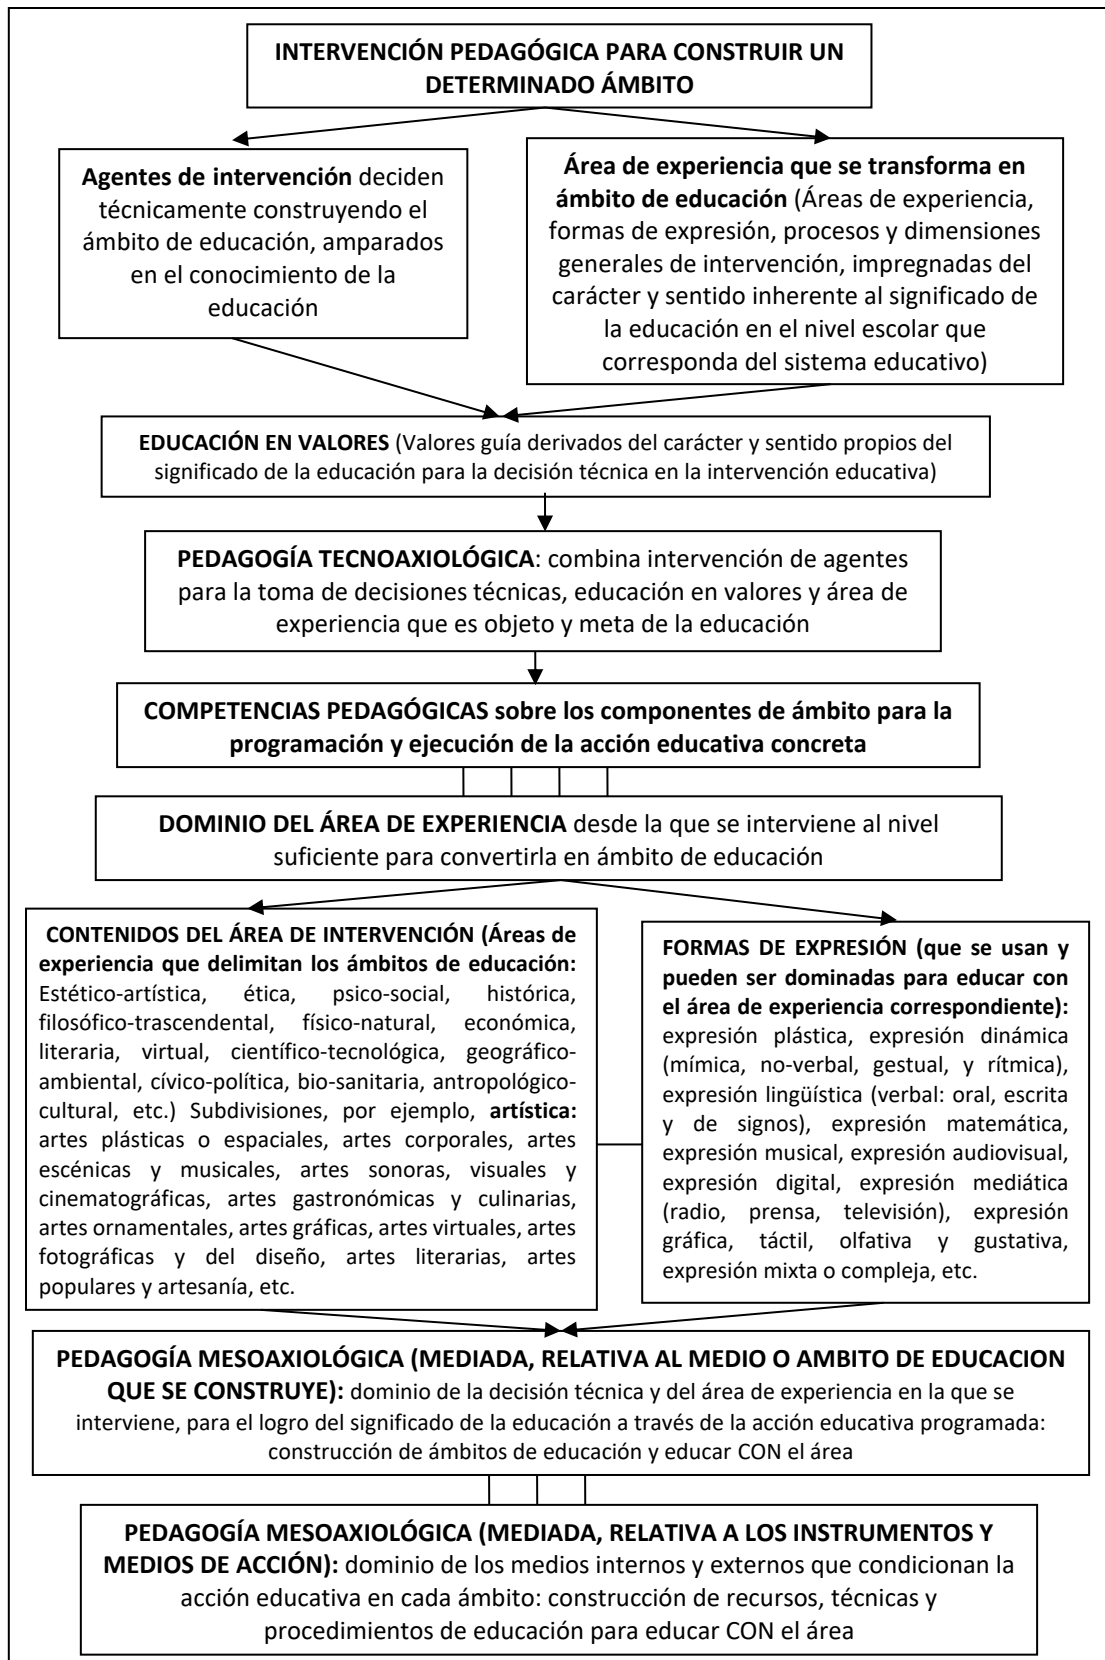 INTERVENCIÓN PEDAGÓGICA PARA CONSTRUIR UN
DETERMINADO ÁMBITO
Agentes de intervención deciden
técnicamente construyendo el
ámbito de educación, amparados
en el conocimiento de la
educación
Área de experiencia que se transforma en
ámbito de educación (Áreas de experiencia,
formas de expresión, procesos y dimensiones
generales de intervención, impregnadas del
carácter y sentido inherente al significado de
la educación en el nivel escolar que
corresponda del sistema educativo)
EDUCACIÓN EN VALORES (Valores guía derivados del carácter y sentido propios del
significado de la educación para la decisión técnica en la intervención educativa)
PEDAGOGÍA TECNOAXIOLÓGICA: combina intervención de agentes
para la toma de decisiones técnicas, educación en valores y área de
experiencia que es objeto y meta de la educación
COMPETENCIAS PEDAGÓGICAS sobre los componentes de ámbito para la
programación y ejecución de la acción educativa concreta
DOMINIO DEL ÁREA DE EXPERIENCIA desde la que se interviene al nivel
suficiente para convertirla en ámbito de educación
CONTENIDOS DEL ÁREA DE INTERVENCIÓN (Áreas de
experiencia que delimitan los ámbitos de educación:
Estético-artística, ética, psico-social, histórica,
filosófico-trascendental, físico-natural, económica,
literaria, virtual, científico-tecnológica, geográfico-
ambiental, cívico-política, bio-sanitaria, antropológico-
cultural, etc.) Subdivisiones, por ejemplo, artística:
artes plásticas o espaciales, artes corporales, artes
escénicas y musicales, artes sonoras, visuales y
cinematográficas, artes gastronómicas y culinarias,
artes ornamentales, artes gráficas, artes virtuales, artes
fotográficas y del diseño, artes literarias, artes
populares y artesanía, etc.
FORMAS DE EXPRESIÓN (que se usan y
pueden ser dominadas para educar con
el área de experiencia correspondiente):
expresión plástica, expresión dinámica
(mímica, no-verbal, gestual, y rítmica),
expresión lingüística (verbal: oral, escrita
y de signos), expresión matemática,
expresión musical, expresión audiovisual,
expresión digital, expresión mediática
(radio, prensa, televisión), expresión
gráfica, táctil, olfativa y gustativa,
expresión mixta o compleja, etc.
PEDAGOGÍA MESOAXIOLÓGICA (MEDIADA, RELATIVA AL MEDIO O AMBITO DE EDUCACION
QUE SE CONSTRUYE): dominio de la decisión técnica y del área de experiencia en la que se
interviene, para el logro del significado de la educación a través de la acción educativa programada:
construcción de ámbitos de educación y educar CON el área
PEDAGOGÍA MESOAXIOLÓGICA (MEDIADA, RELATIVA A LOS INSTRUMENTOS Y
MEDIOS DE ACCIÓN): dominio de los medios internos y externos que condicionan la
acción educativa en cada ámbito: construcción de recursos, técnicas y
procedimientos de educación para educar CON el área